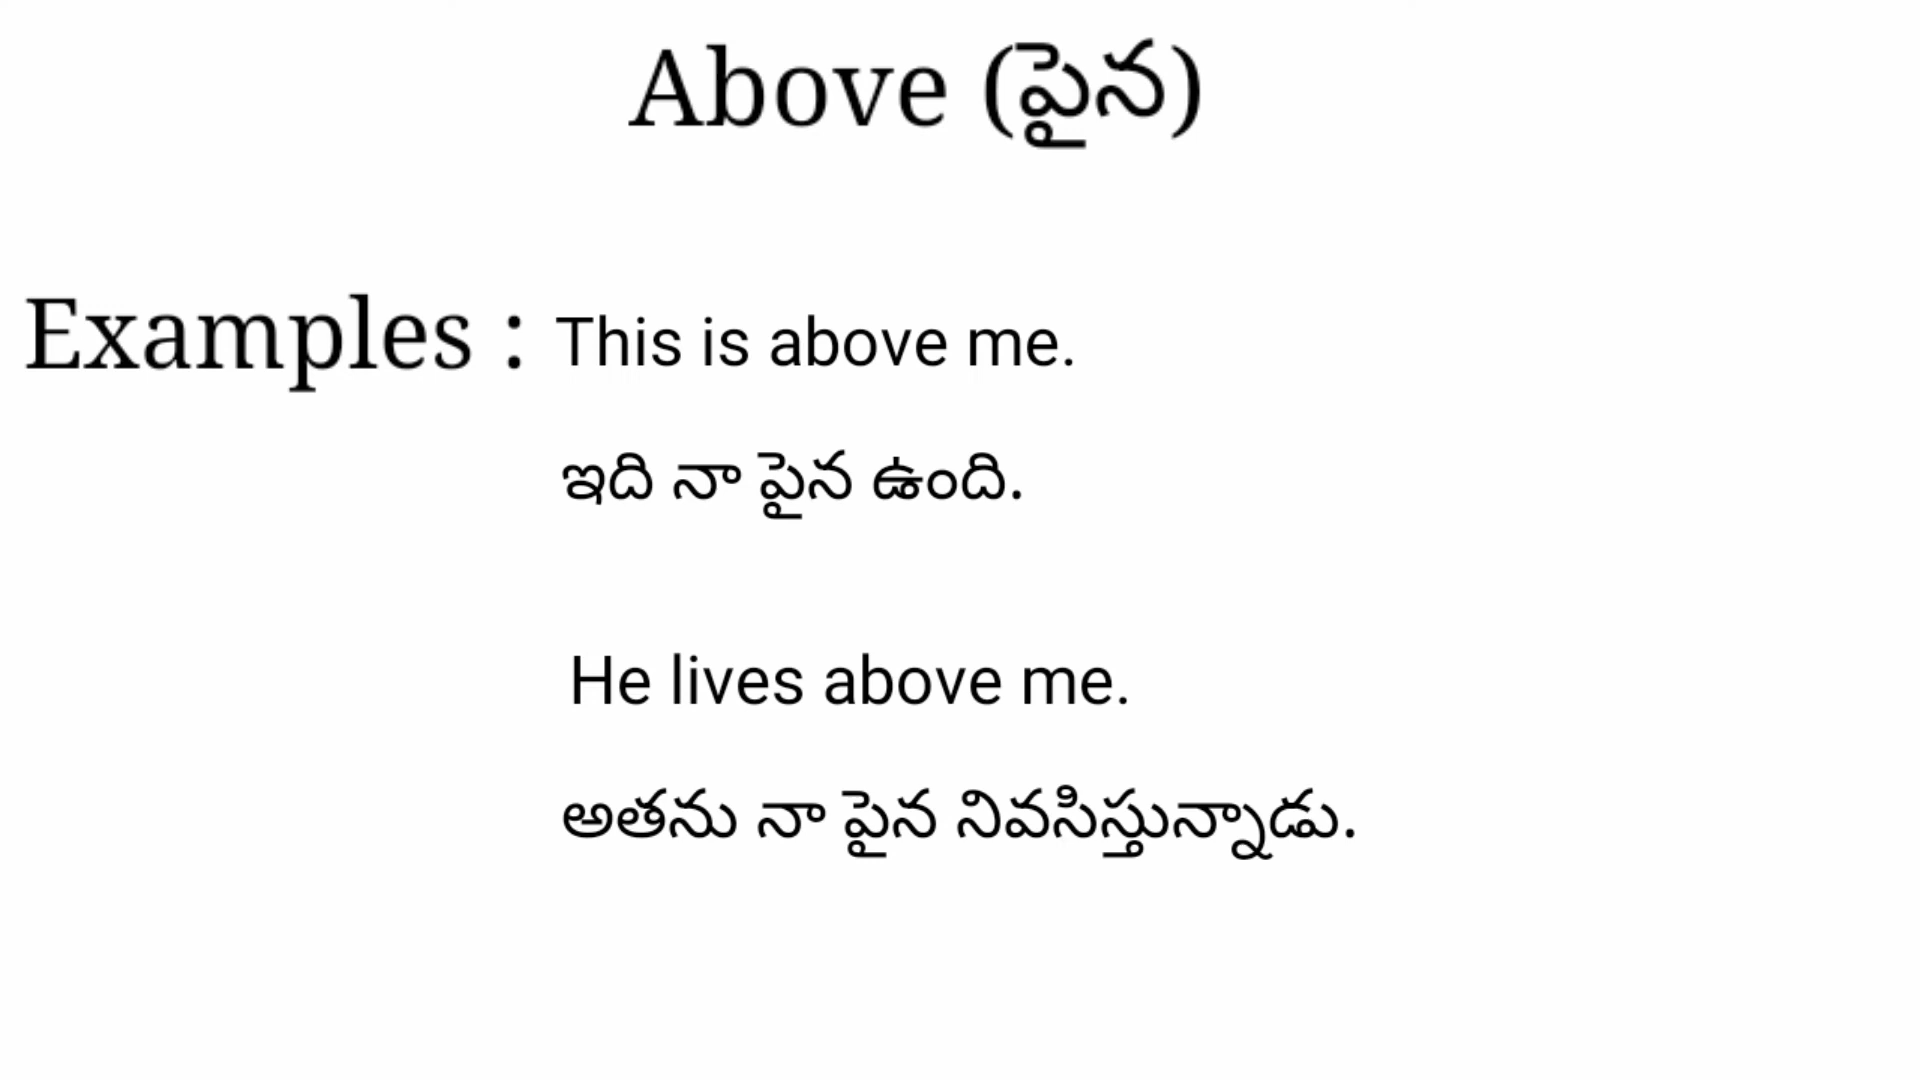 Above (పైన)
Examples : This is above me.
ఇది నా పైన ఉంది.
He lives above me.
అతను నా పైన నివసిస్తున్నాడు.